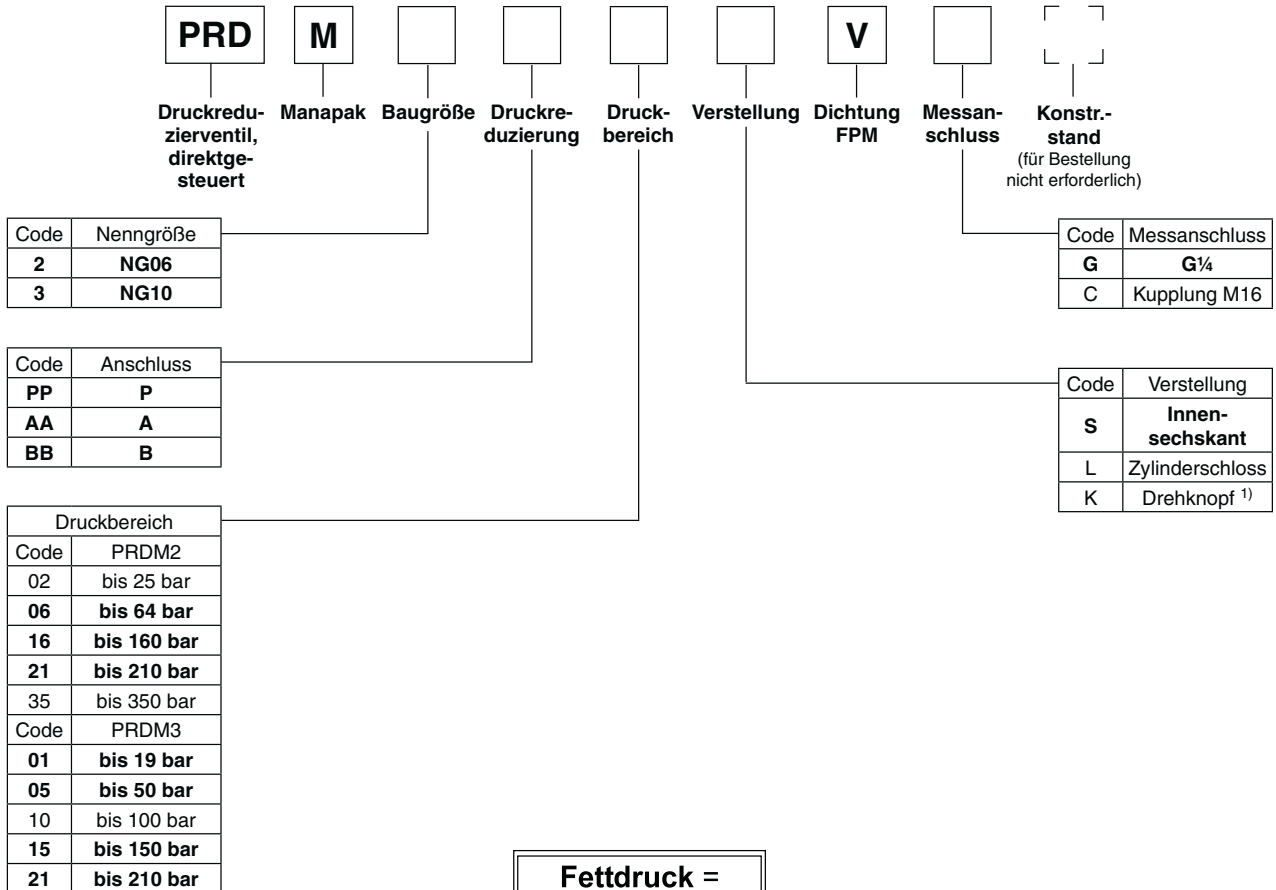 PRD M V
Druckredu-
zierventil,
direktge-
steuert
Manapak
Baugröße
Druckre-
duzierung
Druck-
bereich
Verstellung
Dichtung
FPM
Messan-
schluss
Konstr.-
stand
(für Bestellung
nicht erforderlich)
Code Nenngröße
2 NG06
3 NG10
Code Messanschluss
G G¼
C Kupplung M16
Code Anschluss
PP P
AA A
BB B
Code Verstellung
S Innen-
sechskant
L Zylinderschloss
K Drehknopf ¹⁾
Druckbereich
Code PRDM2
02 bis 25 bar
06 bis 64 bar
16 bis 160 bar
21 bis 210 bar
35 bis 350 bar
Code PRDM3
01 bis 19 bar
05 bis 50 bar
10 bis 100 bar
15 bis 150 bar
21 bis 210 bar
Fettdruck =